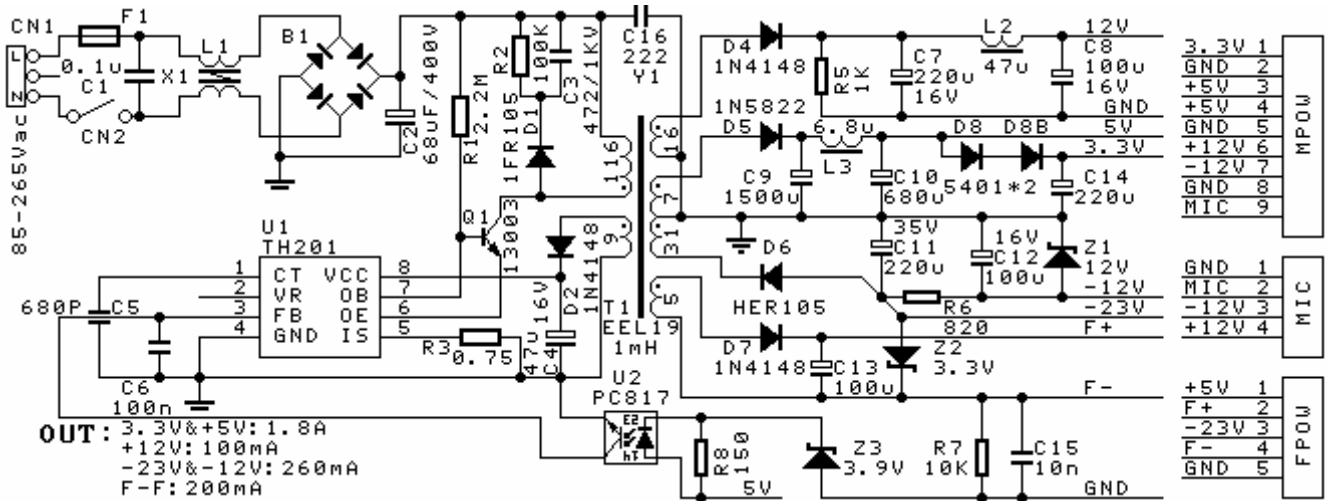 CN1
F1
L
N
0.1u
C1
X1
CN2
L1
B1
85-265Vac
C2
68uF/400V
R1
2.2M
R2
100K
C3
472/1KV
D1
1FR105
C16
222
Y1
116
9
16
7
31
5
T1
EEL19
1mH
Q1
13003
D2
1N4148
C4
47u 16V
U1
TH201
1 CT VCC 8
2 VR OB 7
3 FB OE 6
4 GND IS 5
680P C5
C6
100n
R3
0.75
U2
PC817
D4
1N4148
R5
1K
C7
220u
16V
L2
47u
12V
C8
100u
16V
GND
1N5822
D5
6.8u
L3
D8 D8B
5V
3.3V
5401*2
C9
1500u
C10
680u
C14
220u
35V
C11
220u
16V
C12
100u
Z1
12V
-12V
D6
HER105
R6
820
-23V
F+
D7
1N4148
C13
100u
Z2
3.3V
F-
R8
150
5V
Z3
3.9V
R7
10K
C15
10n
GND
3.3V 1
GND 2
+5V 3
+5V 4
GND 5
+12V 6
-12V 7
GND 8
MIC 9
MPOW
GND 1
MIC 2
-12V 3
+12V 4
MIC
+5V 1
F+ 2
-23V 3
F- 4
GND 5
FPOW
OUT: 3.3V&+5V: 1.8A
+12V: 100mA
-23V&-12V: 260mA
F-F: 200mA